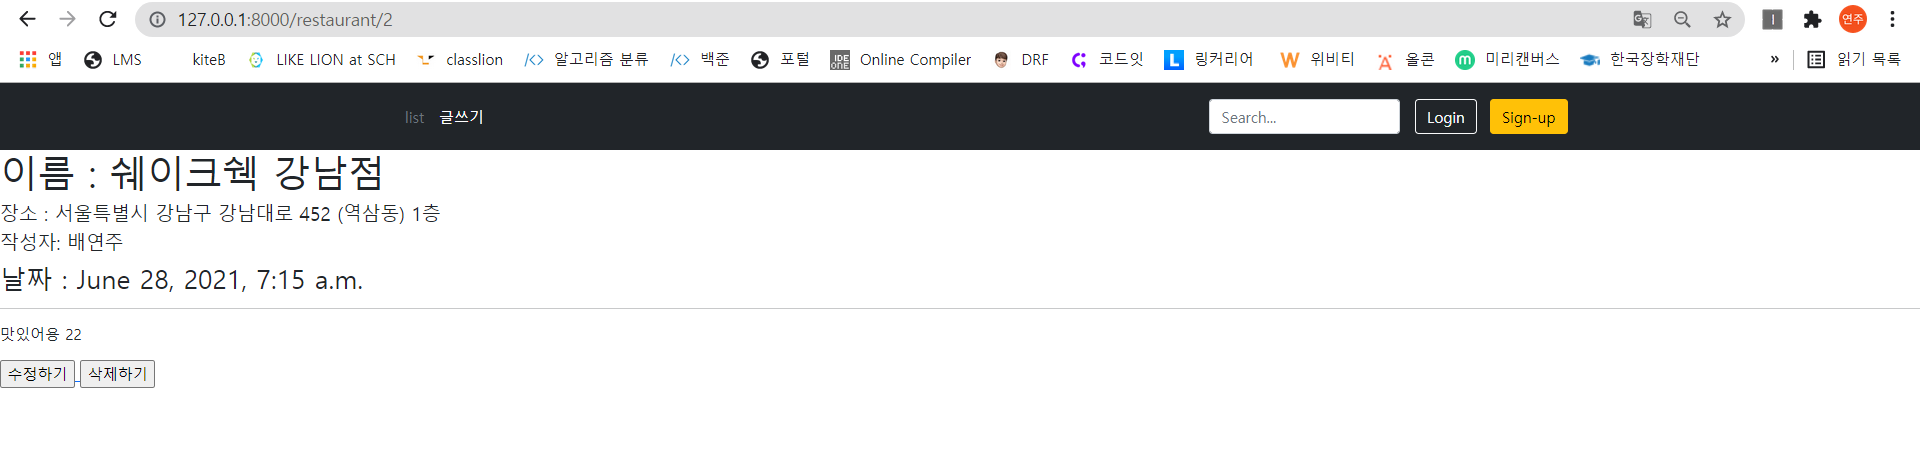 127.0.0.1:8000/restaurant/2
연주
앱 LMS kiteB LIKE LION at SCH classlion </> 알고리즘 분류 </> 백준 포털 IDE ONE Online Compiler DRF 코드잇 L 링커리어 W 위비티 올콘 m 미리캔버스 한국장학재단 » 읽기 목록
list 글쓰기 Search... Login Sign-up
이름 : 쉐이크쉑 강남점
장소 : 서울특별시 강남구 강남대로 452 (역삼동) 1층
작성자: 배연주
날짜 : June 28, 2021, 7:15 a.m.
맛있어용 22
수정하기 삭제하기